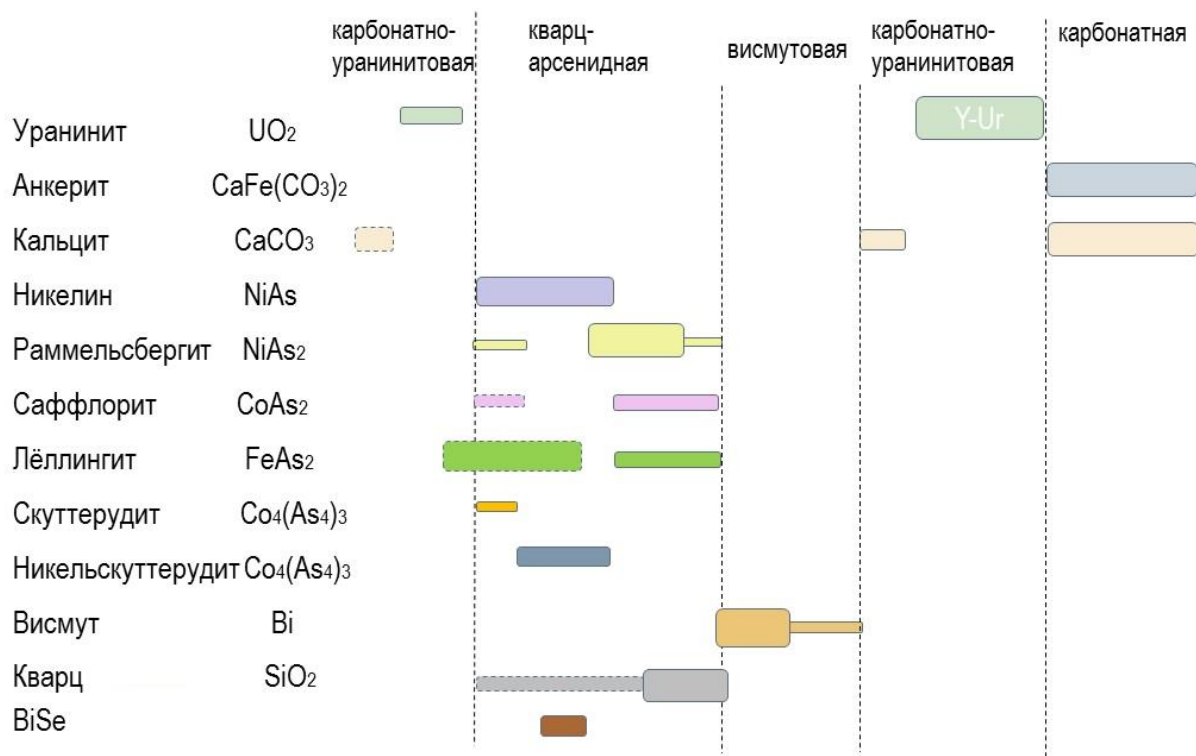 карбонатно-
уранинитовая
кварц-
арсенидная
висмутовая
карбонатно-
уранинитовая
карбонатная
Уранинит UO₂
Y-Ur
Анкерит CaFe(CO₃)₂
Кальцит CaCO₃
Никелин NiAs
Раммельсбергит NiAs₂
Саффлорит CoAs₂
Лёллингит FeAs₂
Скуттерудит Co₄(As₄)₃
Никельскуттерудит Co₄(As₄)₃
Висмут Bi
Кварц SiO₂
BiSe